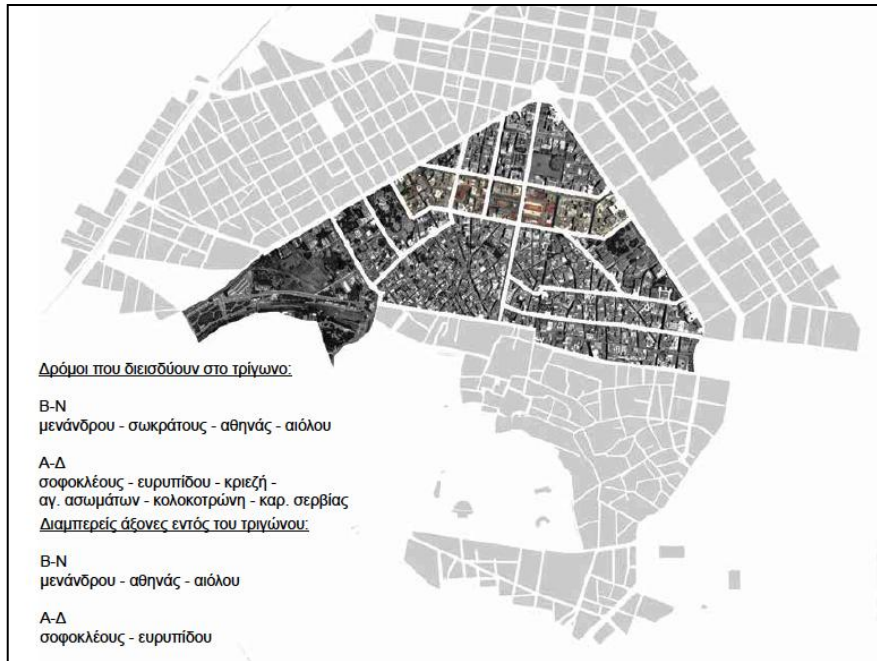 Δρόμοι που διεισδύουν στο τρίγωνο:
Β-Ν
μενάνδρου - σωκράτους - αθηνάς - αιόλου
Α-Δ
σοφοκλέους - ευρυπίδου - κριεζή -
αγ. ασωμάτων - κολοκοτρώνη - καρ. σερβίας
Διαμπερείς άξονες εντός του τριγώνου:
Β-Ν
μενάνδρου - αθηνάς - αιόλου
Α-Δ
σοφοκλέους - ευρυπίδου